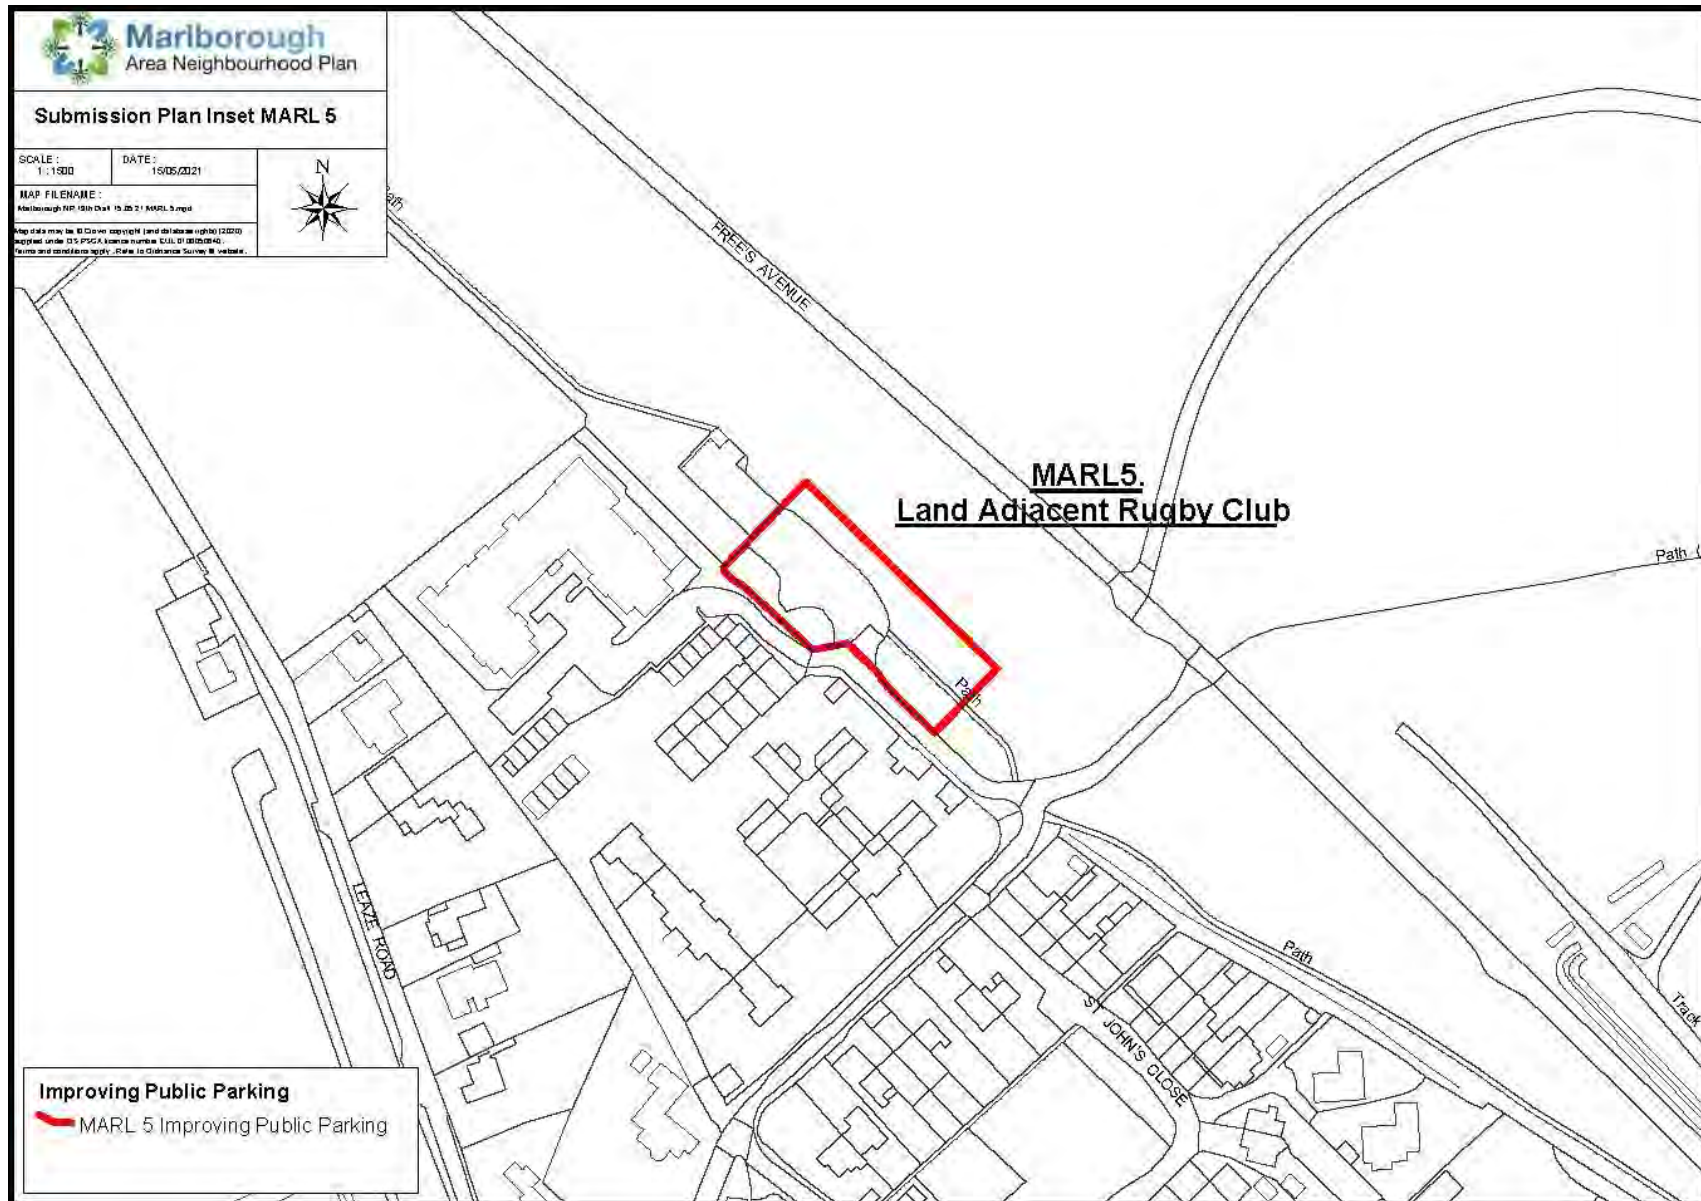 Marlborough
Area Neighbourhood Plan
Submission Plan Inset MARL 5
SCALE :
1 : 1500
DATE :
15/05/2021
N
MAP FILENAME :
FREE'S AVENUE
MARL5.
Land Adjacent Rugby Club
Path
Path
Path
Track
LEAZE ROAD
ST JOHN'S CLOSE
Improving Public Parking
MARL 5 Improving Public Parking